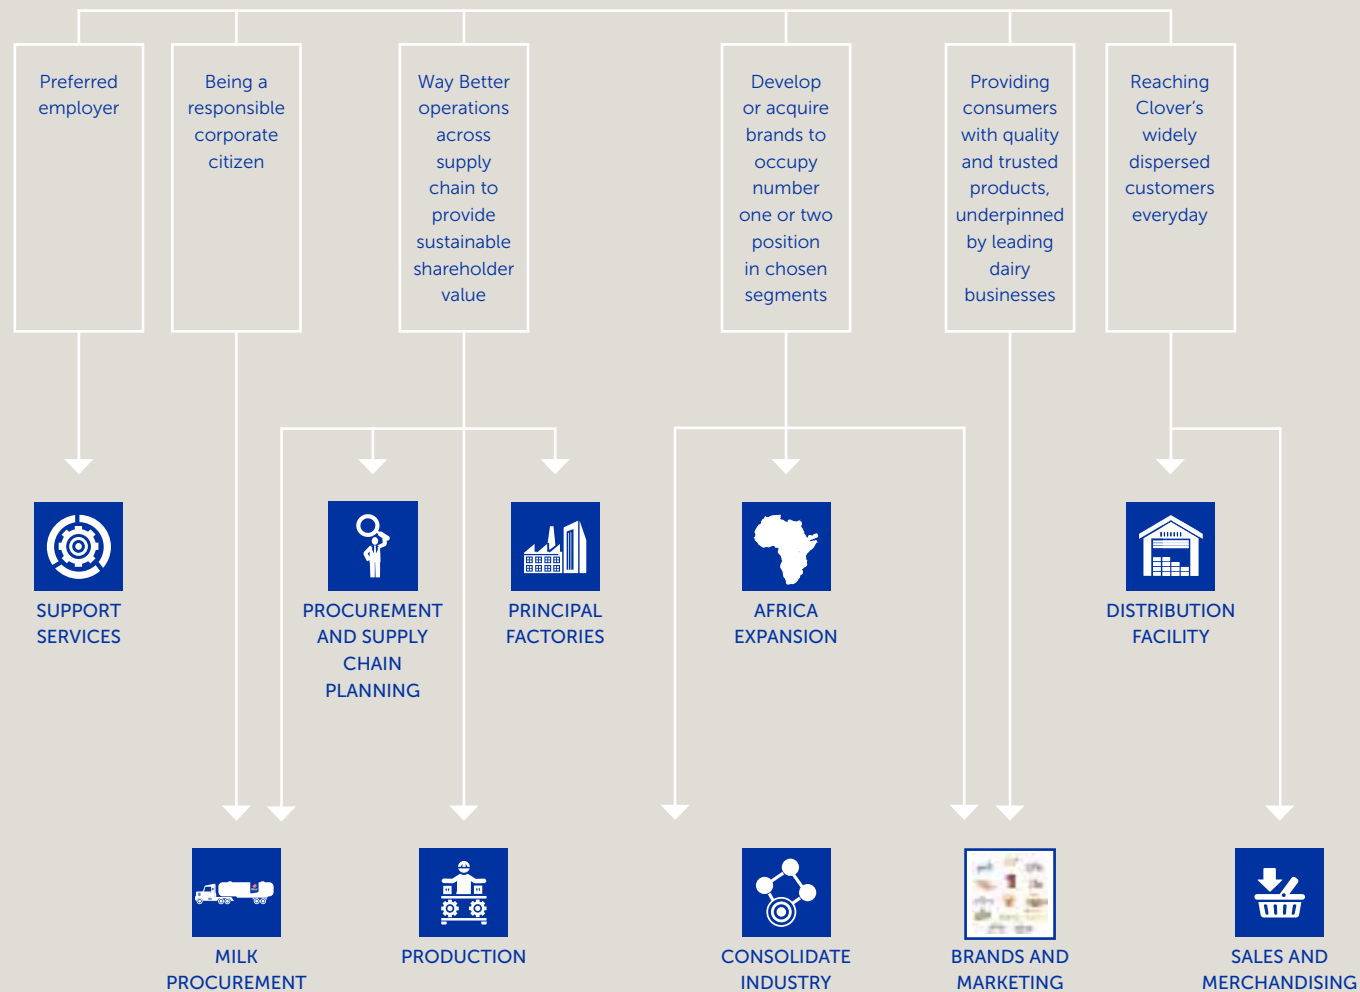 Preferred
employer
Being a
responsible
corporate
citizen
Way Better
operations
across
supply
chain to
provide
sustainable
shareholder
value
Develop
or acquire
brands to
occupy
number
one or two
position
in chosen
segments
Providing
consumers
with quality
and trusted
products,
underpinned
by leading
dairy
businesses
Reaching
Clover’s
widely
dispersed
customers
everyday
SUPPORT
SERVICES
PROCUREMENT
AND SUPPLY
CHAIN
PLANNING
PRINCIPAL
FACTORIES
AFRICA
EXPANSION
DISTRIBUTION
FACILITY
MILK
PROCUREMENT
PRODUCTION
CONSOLIDATE
INDUSTRY
BRANDS AND
MARKETING
SALES AND
MERCHANDISING